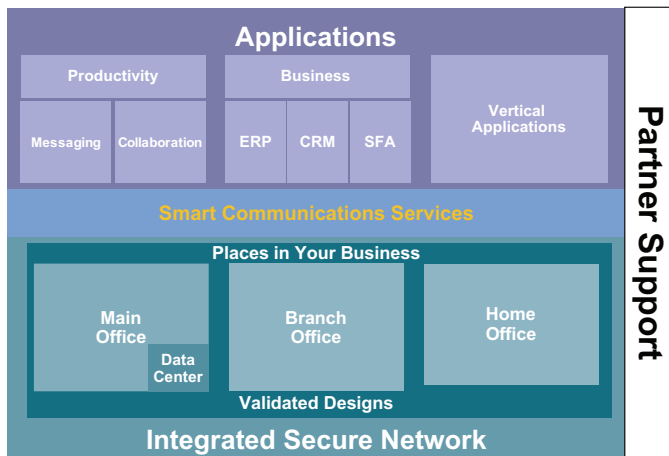 Applications
Productivity
Messaging
Collaboration
Business
ERP
CRM
SFA
Vertical
Applications
Smart Communications Services
Places in Your Business
Main
Office
Data
Center
Branch
Office
Home
Office
Validated Designs
Integrated Secure Network
Partner Support